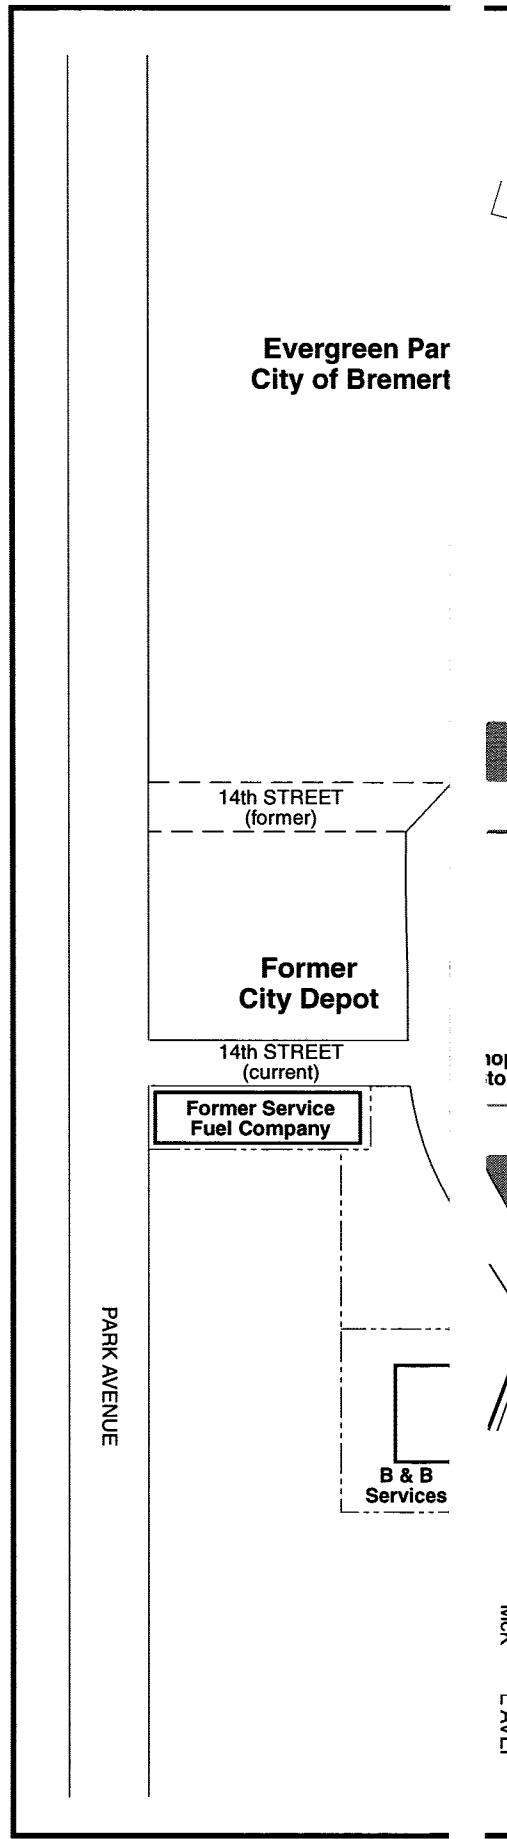 Evergreen Par
City of Bremert
14th STREET
(former)
Former
City Depot
14th STREET
(current)
Former Service
Fuel Company
PARK AVENUE
B & B
Services